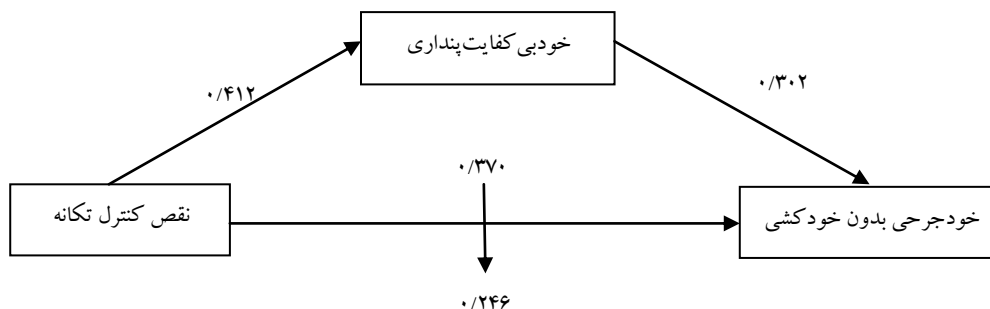 خودبی‌کفایت‌پنداری
۰/۴۱۲
۰/۳۰۲
۰/۳۷۰
نقص کنترل تکانه
خودجرحی بدون خودکشی
۰/۲۴۶